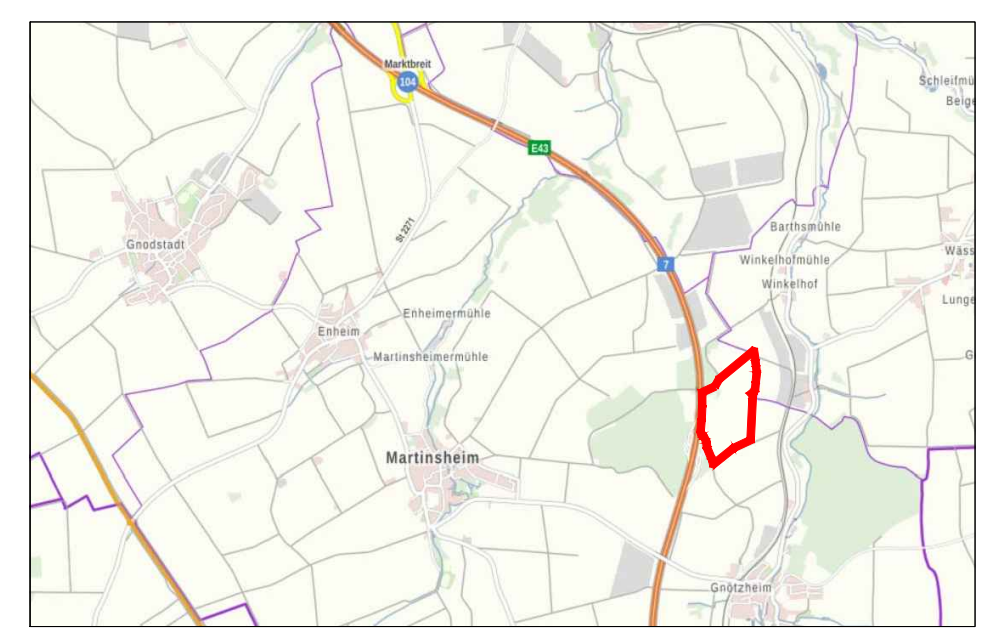 Marktbreit
104
Schleifmü
Beige
E43
St 2271
Barthsmühle
Gnodstadt
Wäss
Winkelhofmühle
7
Winkelhof
Lunge
Enheimermühle
Enheim
Martinsheimermühle
G
Martinsheim
Gnötzheim